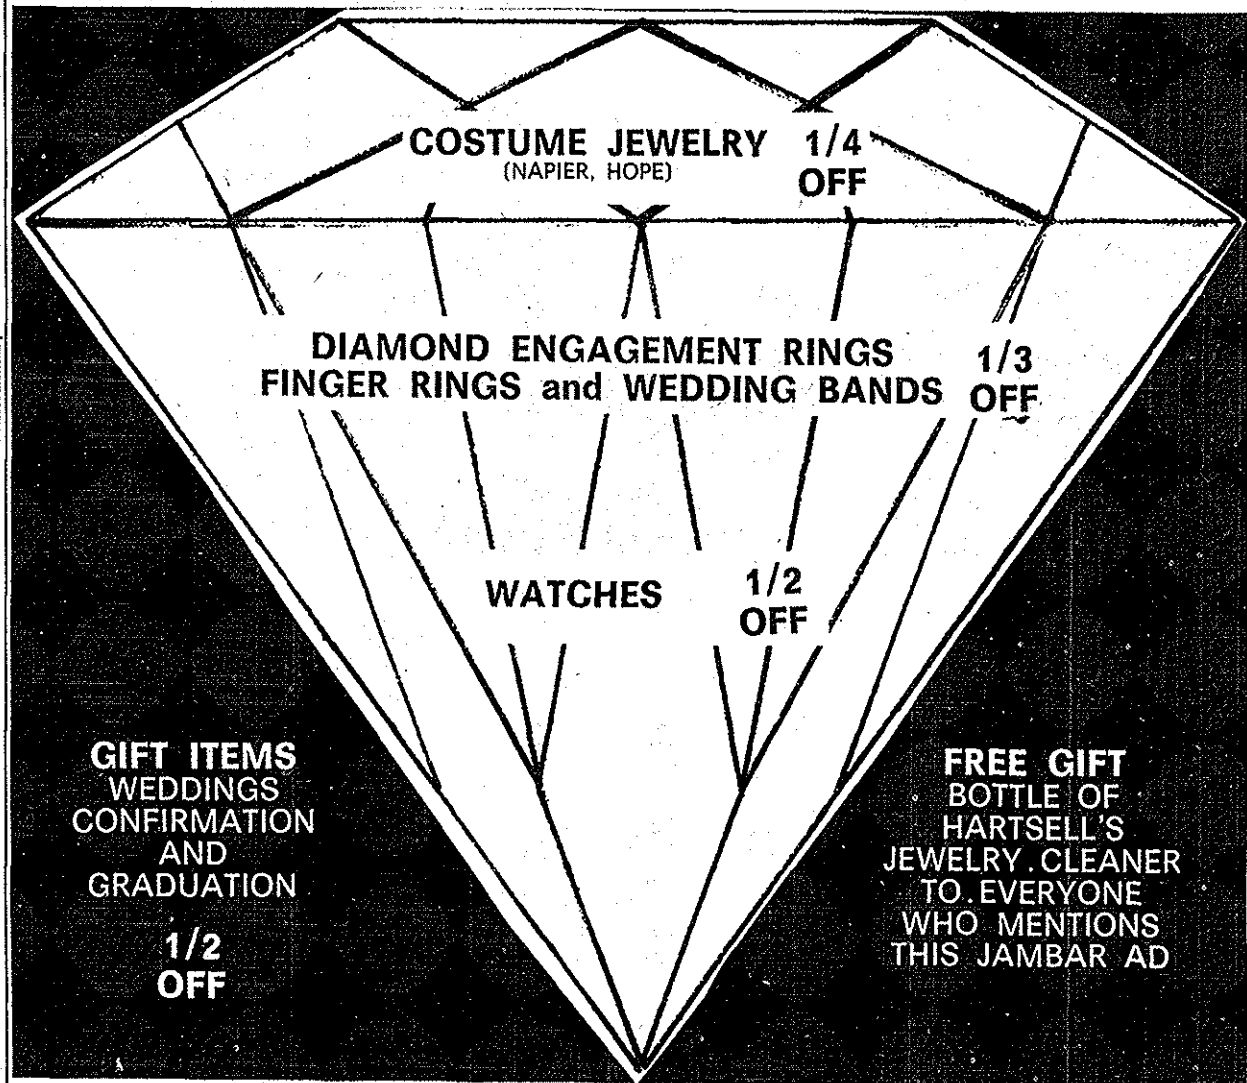 COSTUME JEWELRY 1/4
(NAPIER, HOPE) OFF
DIAMOND ENGAGEMENT RINGS 1/3
FINGER RINGS and WEDDING BANDS OFF
WATCHES 1/2
OFF
GIFT ITEMS
WEDDINGS
CONFIRMATION
AND
GRADUATION
1/2
OFF
FREE GIFT
BOTTLE OF
HARTSELL'S
JEWELRY CLEANER
TO EVERYONE
WHO MENTIONS
THIS JAMBAR AD